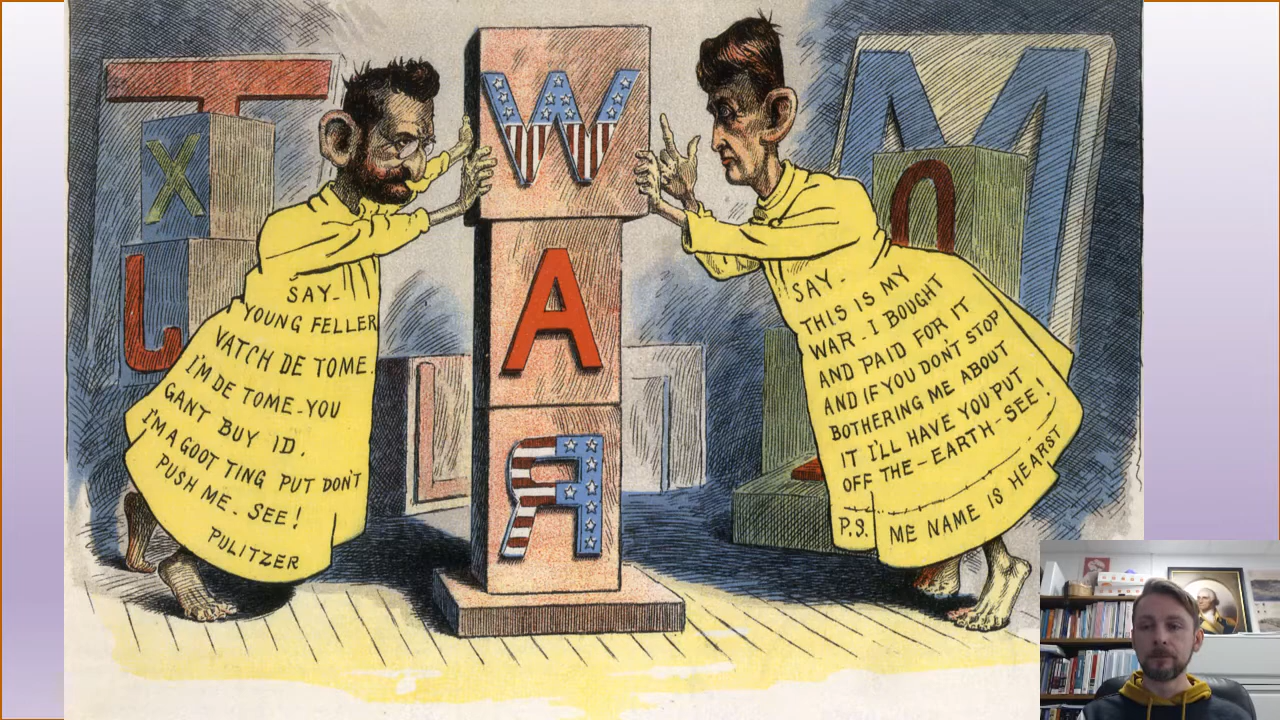 T
X
L
W
A
R
M
O
SAY-
YOUNG FELLER
VATCH DE TOME.
I'M DE TOME-YOU
GANT BUY ID.
I'M A GOOT TING PUT DON'T
PUSH ME. SEE!
PULITZER
SAY-
THIS IS MY
WAR-I BOUGHT
AND PAID FOR IT
AND IF YOU DON'T STOP
BOTHERING ME ABOUT
IT I'LL HAVE YOU PUT
OFF THE-EARTH-SEE!
P.S.
ME NAME IS HEARST